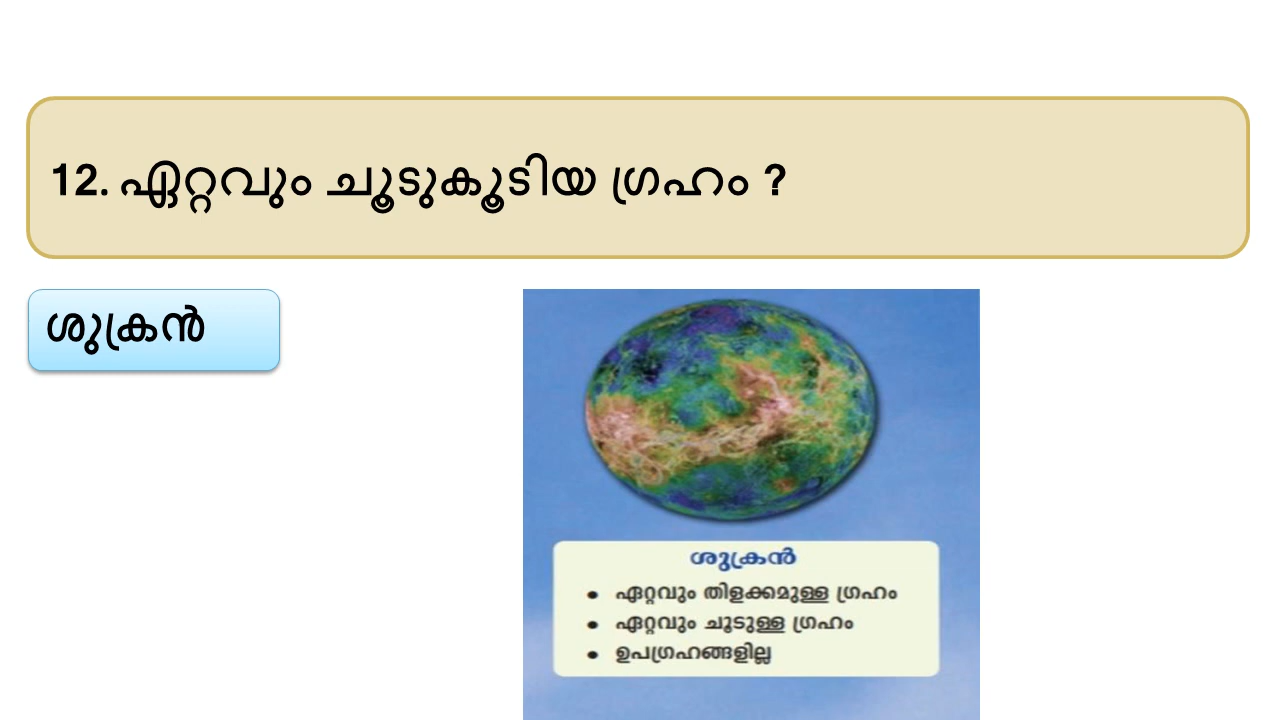 12. ഏറ്റവും ചൂടുകൂടിയ ഗ്രഹം ?
ശുക്രൻ
ശുക്രൻ
• ഏറ്റവും തിളക്കമുള്ള ഗ്രഹം
• ഏറ്റവും ചൂടുള്ള ഗ്രഹം
• ഉപഗ്രഹങ്ങളില്ല